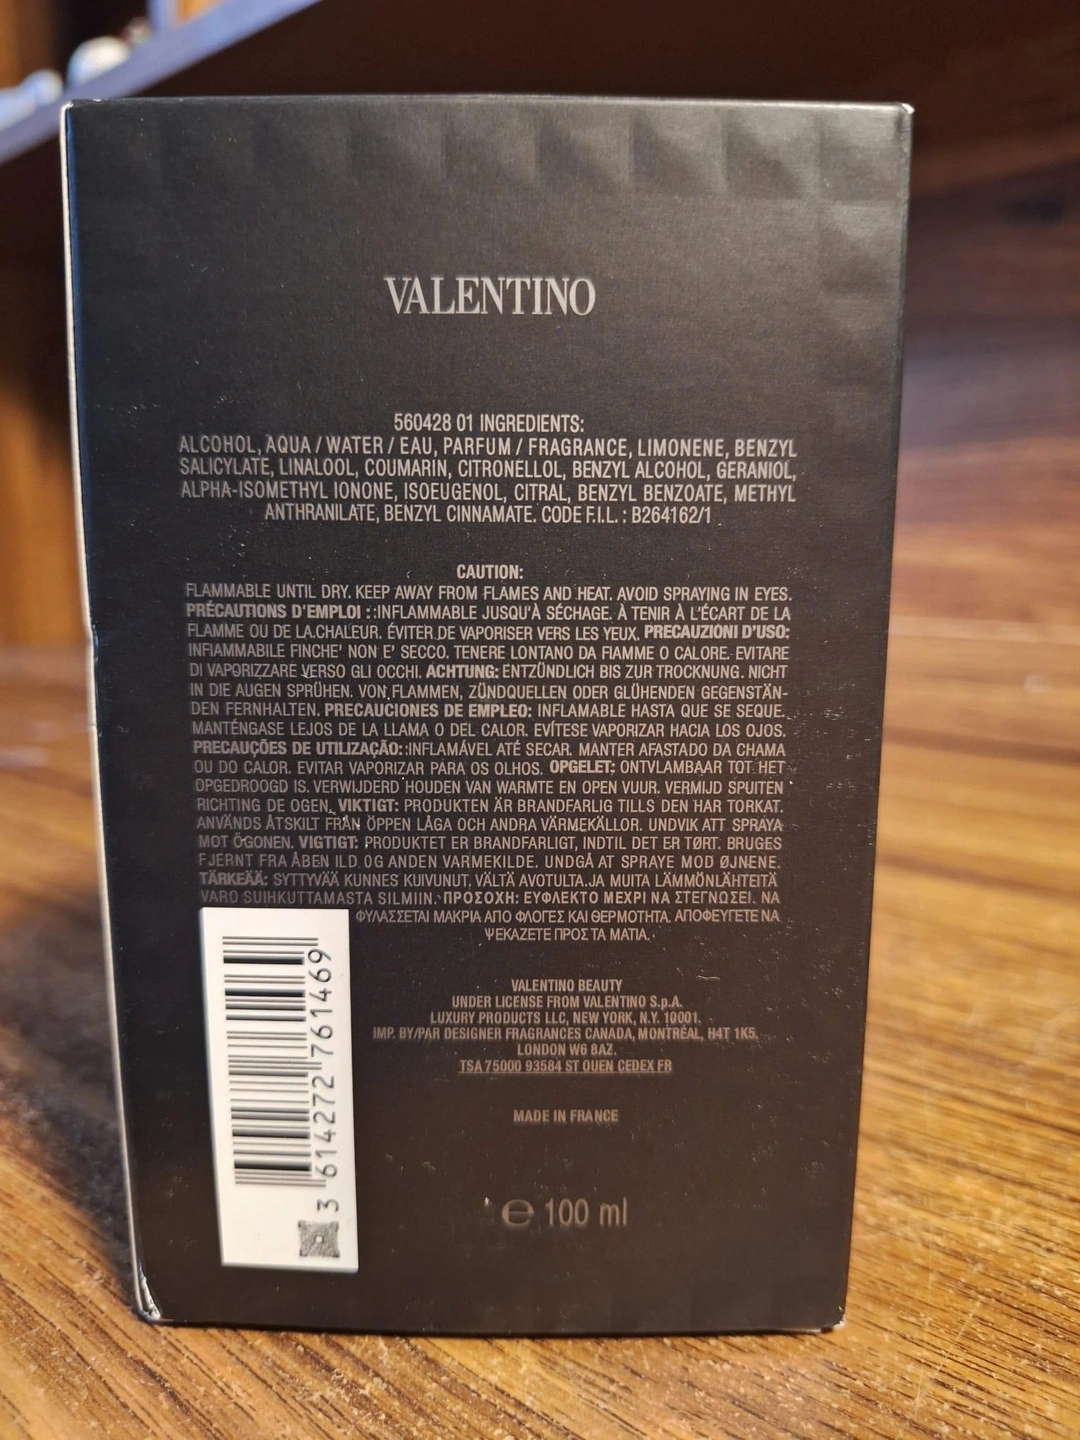 VALENTINO
560428 01 INGREDIENTS:
ALCOHOL, AQUA / WATER / EAU, PARFUM / FRAGRANCE, LIMONENE, BENZYL
SALICYLATE, LINALOOL, COUMARIN, CITRONELLOL, BENZYL ALCOHOL, GERANIOL,
ALPHA-ISOMETHYL IONONE, ISOEUGENOL, CITRAL, BENZYL BENZOATE, METHYL
ANTHRANILATE, BENZYL CINNAMATE. CODE F.I.L. : B264162/1
CAUTION:
FLAMMABLE UNTIL DRY. KEEP AWAY FROM FLAMES AND HEAT. AVOID SPRAYING IN EYES.
PRÉCAUTIONS D'EMPLOI : INFLAMMABLE JUSQU'À SÉCHAGE. À TENIR À L'ÉCART DE LA
FLAMME OU DE LA CHALEUR. ÉVITER DE VAPORISER VERS LES YEUX. PRECAUZIONI D'USO:
INFIAMMABILE FINCHE' NON E' SECCO. TENERE LONTANO DA FIAMME O CALORE. EVITARE
DI VAPORIZZARE VERSO GLI OCCHI. ACHTUNG: ENTZÜNDLICH BIS ZUR TROCKNUNG. NICHT
IN DIE AUGEN SPRÜHEN. VON FLAMMEN, ZÜNDQUELLEN ODER GLÜHENDEN GEGENSTÄN-
DEN FERNHALTEN. PRECAUCIONES DE EMPLEO: INFLAMABLE HASTA QUE SE SEQUE.
MANTÉNGASE LEJOS DE LA LLAMA O DEL CALOR. EVÍTESE VAPORIZAR HACIA LOS OJOS.
PRECAUÇÕES DE UTILIZAÇÃO: INFLAMÁVEL ATÉ SECAR. MANTER AFASTADO DA CHAMA
OU DO CALOR. EVITAR VAPORIZAR PARA OS OLHOS. OPGELET: ONTVLAMBAAR TOT HET
OPGEDROOGD IS. VERWIJDERD HOUDEN VAN WARMTE EN OPEN VUUR. VERMIJD SPUITEN
RICHTING DE OGEN. VIKTIGT: PRODUKTEN ÄR BRANDFARLIG TILLS DEN HAR TORKAT.
ANVÄNDS ÅTSKILT FRÅN ÖPPEN LÅGA OCH ANDRA VÄRMEKÄLLOR. UNDVIK ATT SPRAYA
MOT ÖGONEN. VIGTIGT: PRODUKTET ER BRANDFARLIGT, INDTIL DET ER TØRT. BRUGES
FJERNT FRA ÅBEN ILD OG ANDEN VARMEKILDE. UNDGÅ AT SPRAYE MOD ØJNENE.
TÄRKEÄÄ: SYTTYVÄÄ KUNNES KUIVUNUT. VÄLTÄ AVOTULTA JA MUITA LÄMMÖNLÄHTEITÄ
VARO SUIHKUTTAMASTA SILMIIN. ΠΡΟΣΟΧΗ: ΕΥΦΛΕΚΤΟ ΜΕΧΡΙ ΝΑ ΣΤΕΓΝΩΣΕΙ. ΝΑ
ΦΥΛΑΣΣΕΤΑΙ ΜΑΚΡΙΑ ΑΠΟ ΦΛΟΓΕΣ ΚΑΙ ΘΕΡΜΟΤΗΤΑ. ΑΠΟΦΕΥΓΕΤΕ ΝΑ
ΨΕΚΑΖΕΤΕ ΠΡΟΣ ΤΑ ΜΑΤΙΑ.
VALENTINO BEAUTY
UNDER LICENSE FROM VALENTINO S.p.A.
LUXURY PRODUCTS LLC, NEW YORK, N.Y. 10001.
IMP. BY/PAR DESIGNER FRAGRANCES CANADA, MONTRÉAL, H4T 1K5.
LONDON W6 8AZ.
TSA 75000 93584 ST OUEN CEDEX FR
MADE IN FRANCE
℮ 100 ml
3 614272 761469